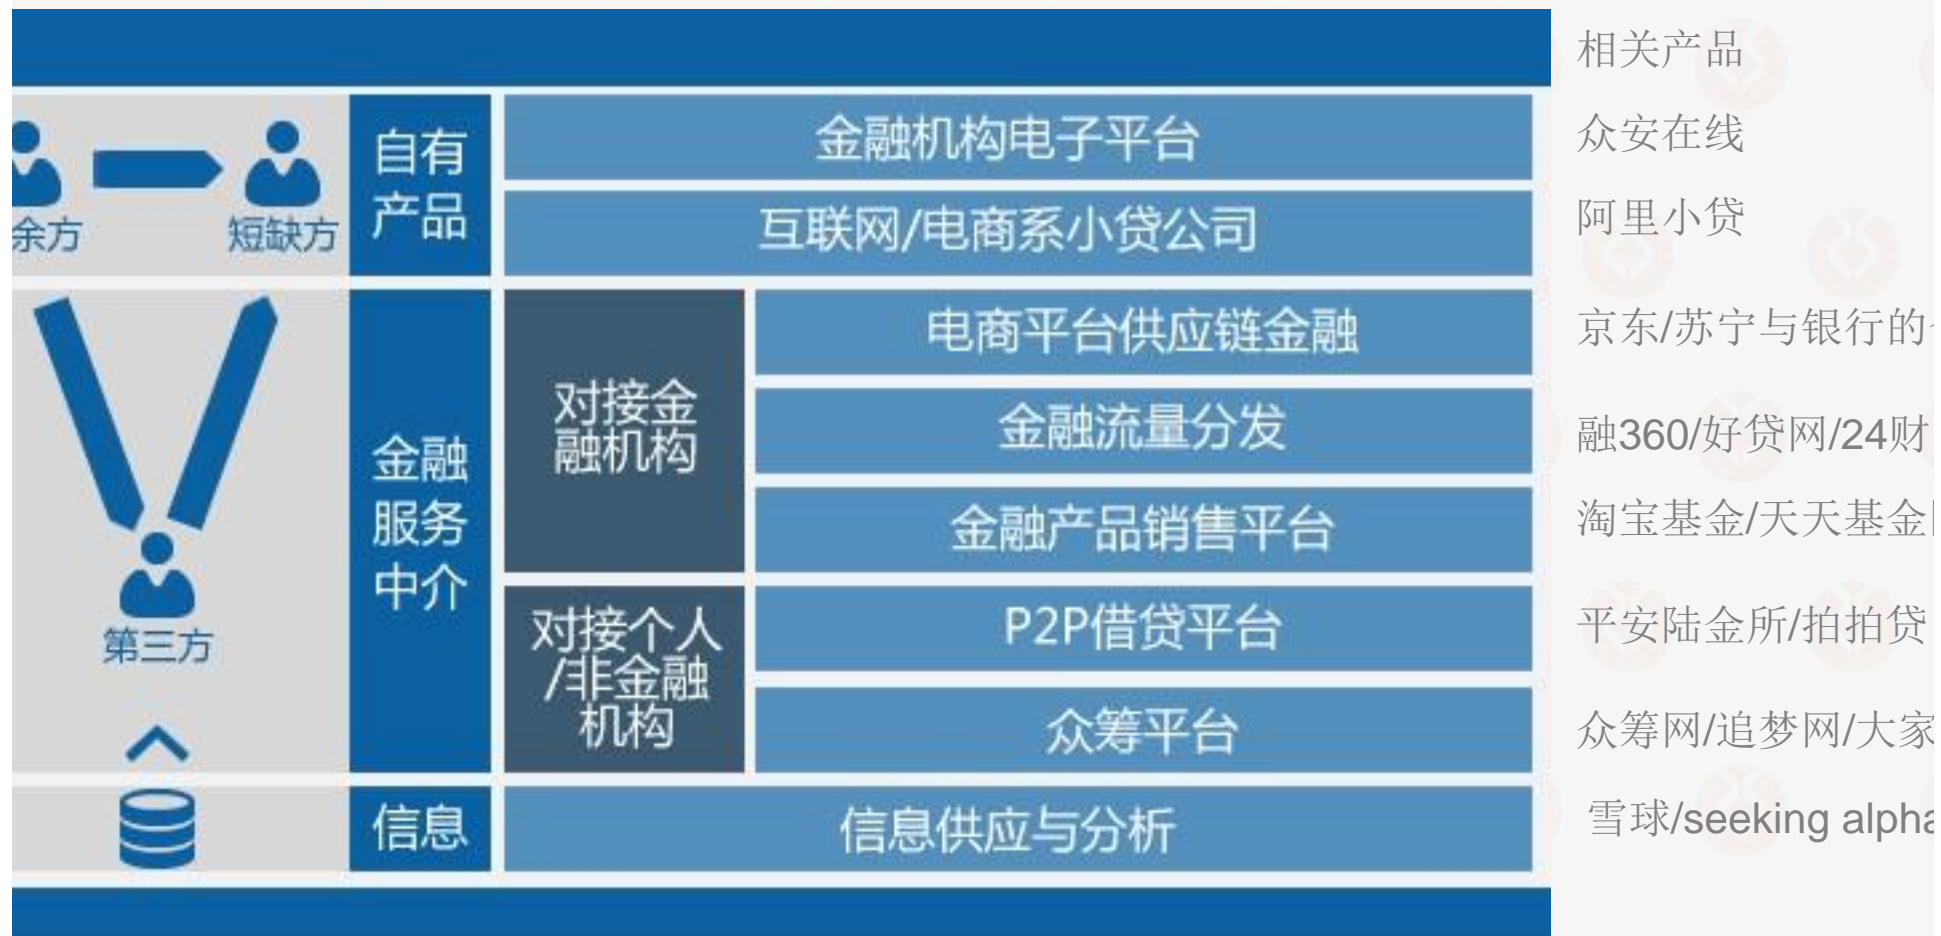 相关产品
自有
产品
金融机构电子平台
众安在线
余方
短缺方
互联网/电商系小贷公司
阿里小贷
金融
服务
中介
对接金
融机构
电商平台供应链金融
京东/苏宁与银行的
金融流量分发
融360/好贷网/24财
金融产品销售平台
淘宝基金/天天基金
第三方
对接个人
/非金融
机构
P2P借贷平台
平安陆金所/拍拍贷
众筹平台
众筹网/追梦网/大家
信息
信息供应与分析
雪球/seeking alpha